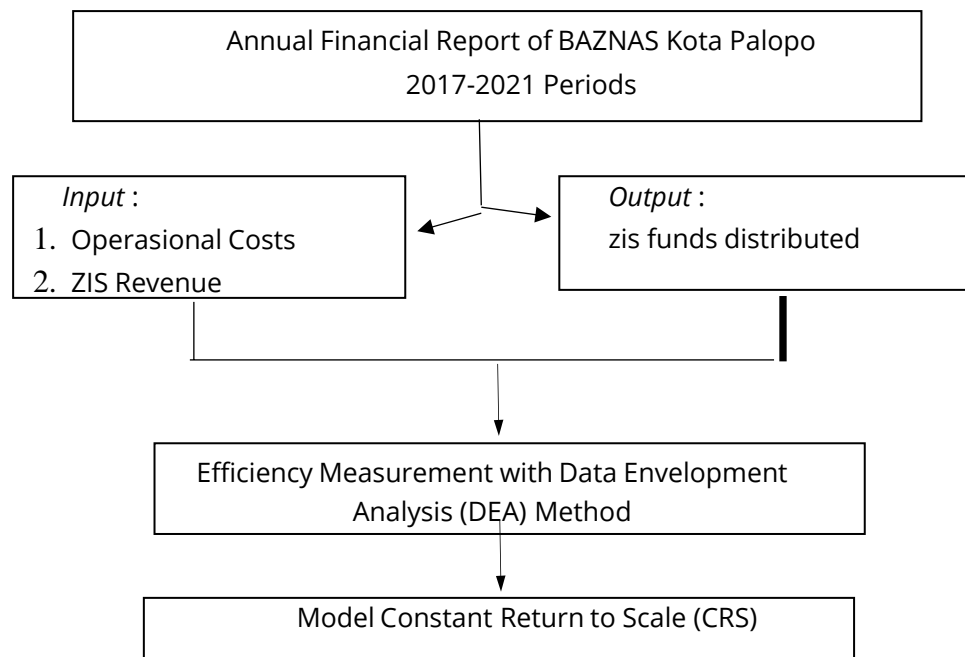 Annual Financial Report of BAZNAS Kota Palopo
2017-2021 Periods
Input :
1. Operasional Costs
2. ZIS Revenue
Output :
zis funds distributed
Efficiency Measurement with Data Envelopment
Analysis (DEA) Method
Model Constant Return to Scale (CRS)